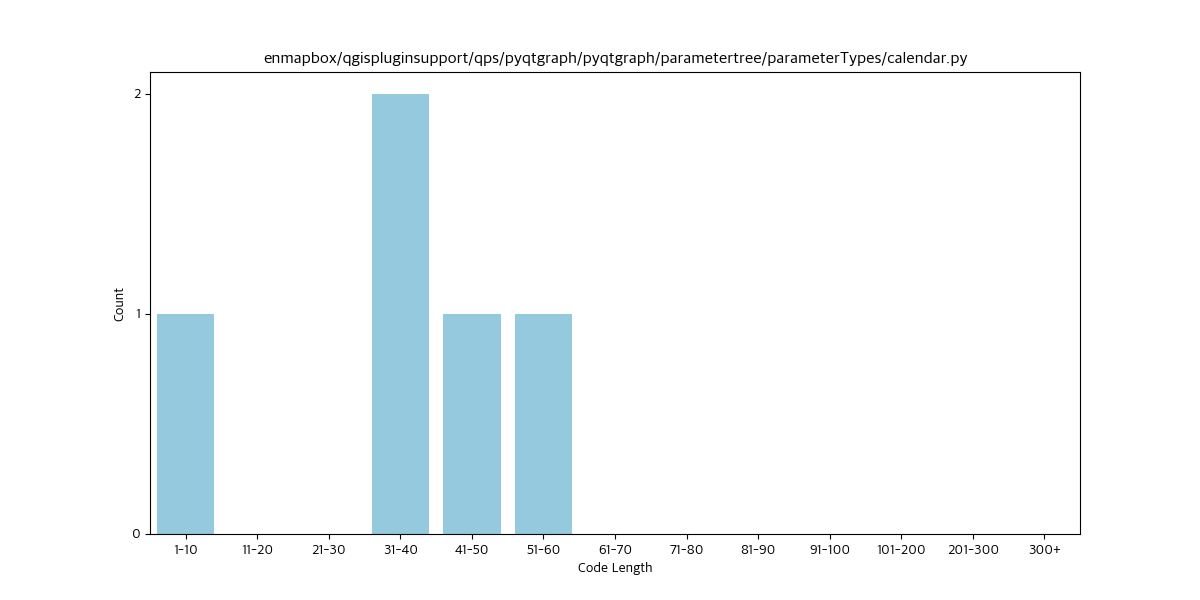 enmapbox/qgispluginsupport/qps/pyqtgraph/pyqtgraph/parametertree/parameterTypes/calendar.py
2
1
0
Count
1-10 11-20 21-30 31-40 41-50 51-60 61-70 71-80 81-90 91-100 101-200 201-300 300+
Code Length